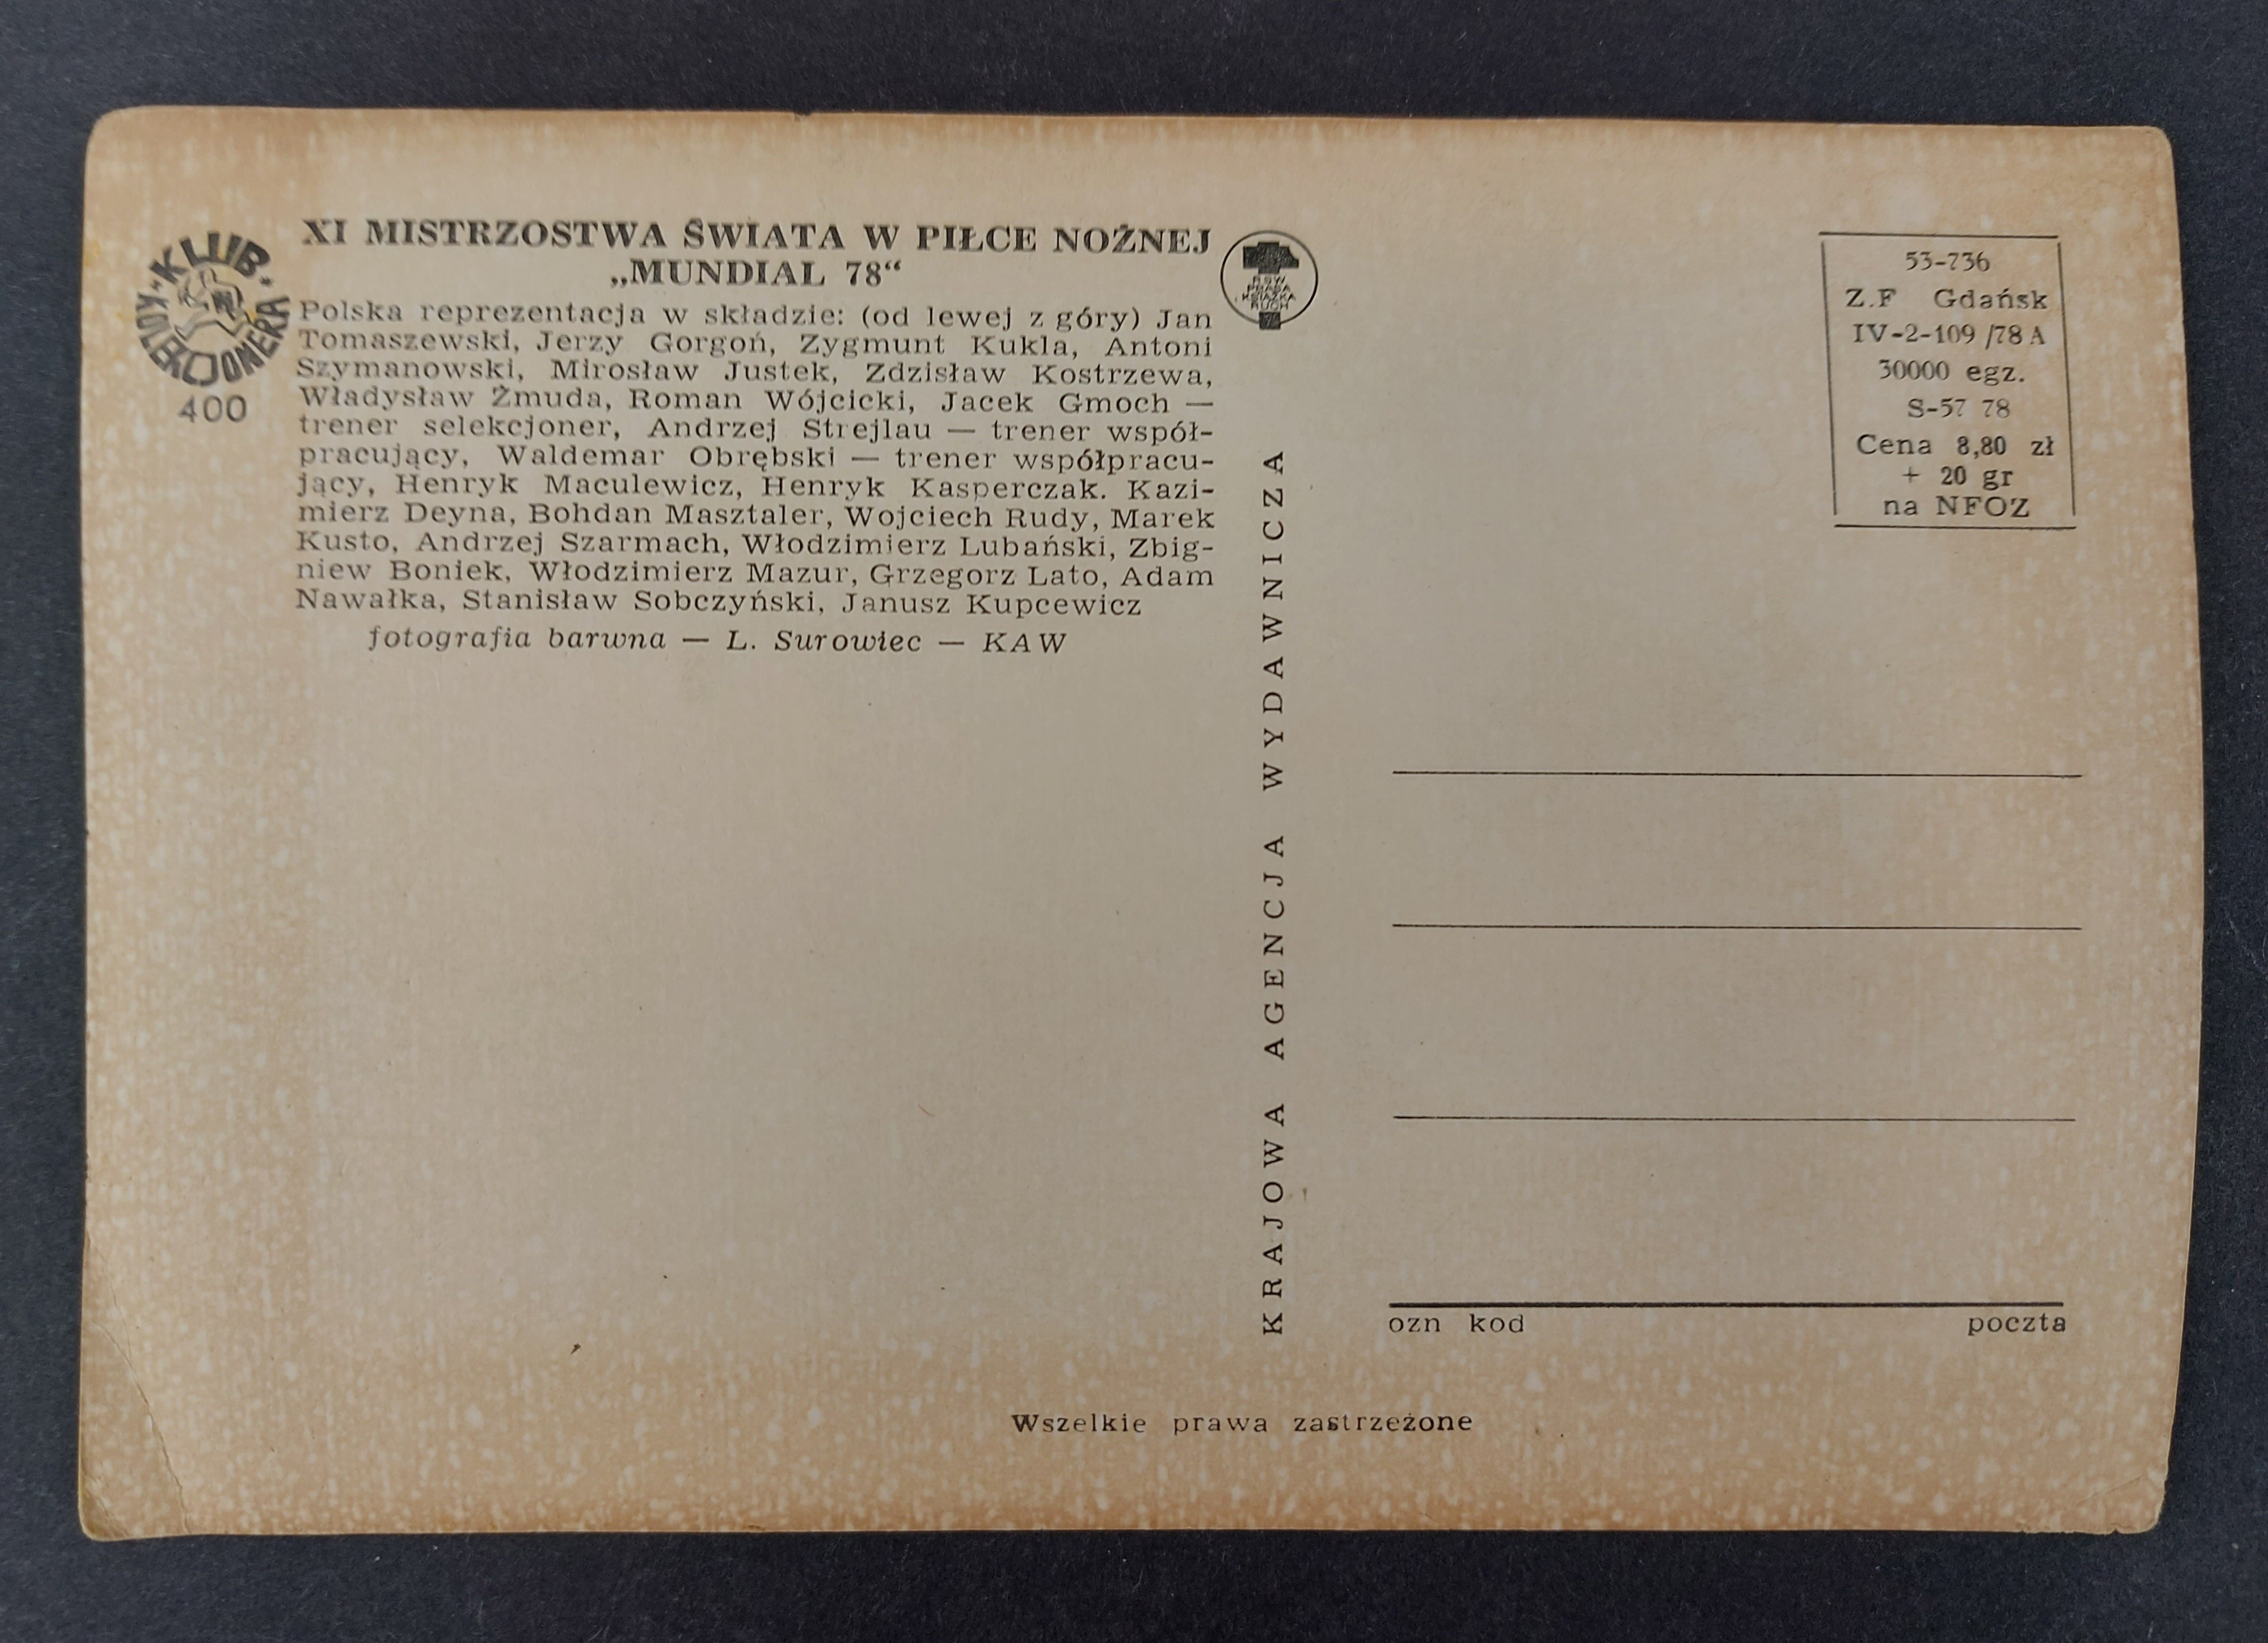 KLUB KOLEKCJONERA
400
XI MISTRZOSTWA ŚWIATA W PIŁCE NOŻNEJ
„MUNDIAL 78“
Polska reprezentacja w składzie: (od lewej z góry) Jan
Tomaszewski, Jerzy Gorgoń, Zygmunt Kukla, Antoni
Szymanowski, Mirosław Justek, Zdzisław Kostrzewa,
Władysław Żmuda, Roman Wójcicki, Jacek Gmoch —
trener selekcjoner, Andrzej Strejlau — trener współ-
pracujący, Waldemar Obrębski — trener współpracu-
jący, Henryk Maculewicz, Henryk Kasperczak. Kazi-
mierz Deyna, Bohdan Masztaler, Wojciech Rudy, Marek
Kusto, Andrzej Szarmach, Włodzimierz Lubański, Zbig-
niew Boniek, Włodzimierz Mazur, Grzegorz Lato, Adam
Nawałka, Stanisław Sobczyński, Janusz Kupcewicz
fotografia barwna — L. Surowiec — KAW
RSW
PRASA
KSIĄŻKA
RUCH
KRAJOWA AGENCJA WYDAWNICZA
53-736
Z.F Gdańsk
IV-2-109 /78 A
30000 egz.
S-57 78
Cena 8,80 zł
+ 20 gr
na NFOZ
ozn kod poczta
Wszelkie prawa zastrzeżone